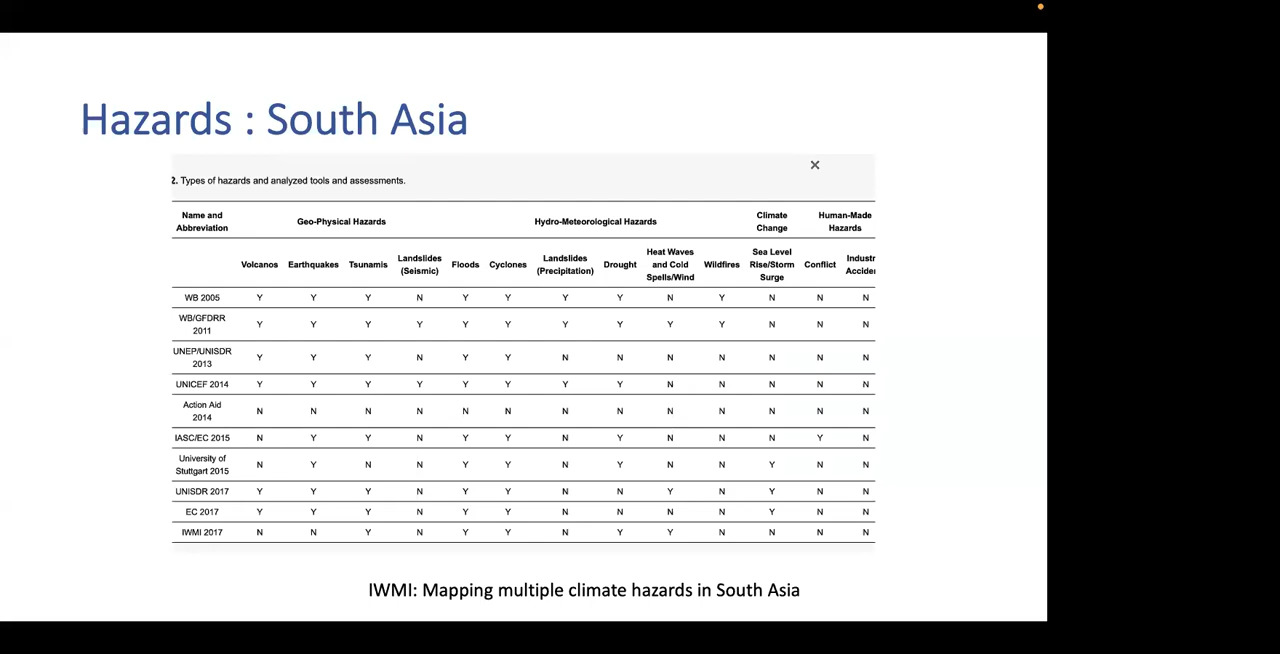 Hazards : South Asia
2. Types of hazards and analyzed tools and assessments.
Name and Abbreviation Geo-Physical Hazards Hydro-Meteorological Hazards Climate Change Human-Made Hazards
Volcanos Earthquakes Tsunamis Landslides (Seismic) Floods Cyclones Landslides (Precipitation) Drought Heat Waves and Cold Spells/Wind Wildfires Sea Level Rise/Storm Surge Conflict Industr Accider
WB 2005 Y Y Y N Y Y Y Y N Y N N N
WB/GFDRR 2011 Y Y Y Y Y Y Y Y Y Y N N N
UNEP/UNISDR 2013 Y Y Y N Y Y N N N N N N N
UNICEF 2014 Y Y Y Y Y Y Y Y N N N N N
Action Aid 2014 N N N N N N N N N N N N N
IASC/EC 2015 N Y Y N Y Y N Y N N N Y N
University of Stuttgart 2015 N Y N N Y Y N Y N N Y N N
UNISDR 2017 Y Y Y N Y Y N N Y N Y N N
EC 2017 Y Y Y N Y Y N N N N Y N N
IWMI 2017 N N Y N Y Y N Y Y N N N N
IWMI: Mapping multiple climate hazards in South Asia